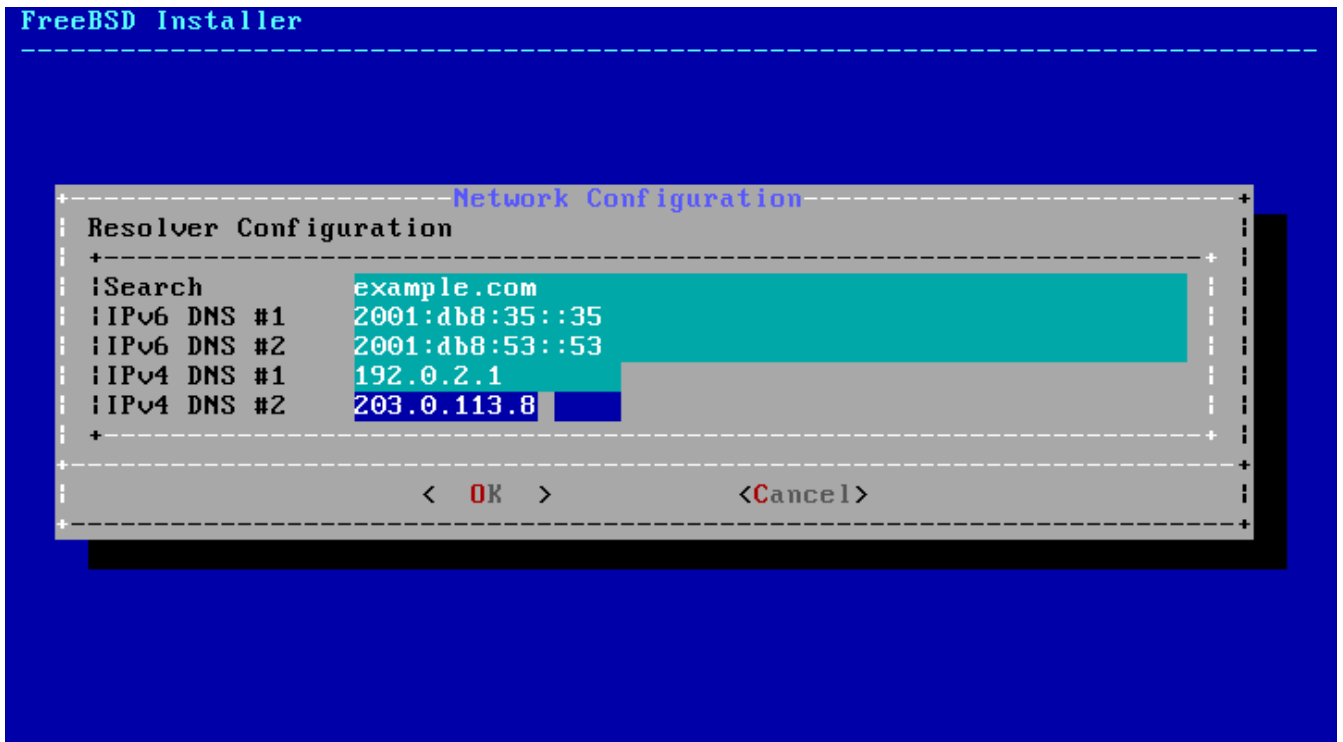 FreeBSD Installer
Network Configuration
Resolver Configuration
Search example.com
IPv6 DNS #1 2001:db8:35::35
IPv6 DNS #2 2001:db8:53::53
IPv4 DNS #1 192.0.2.1
IPv4 DNS #2 203.0.113.8
< OK > <Cancel>